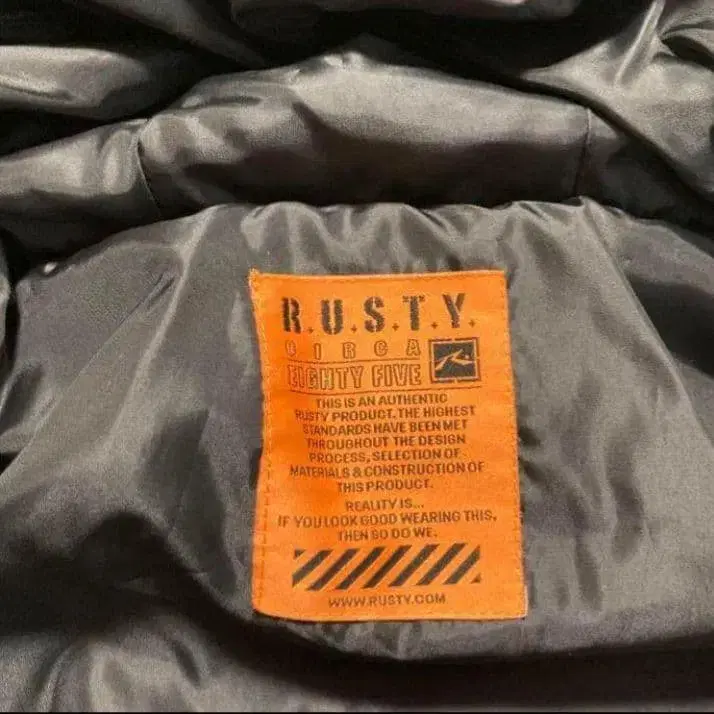 R.U.S.T.Y.
CIRCA
EIGHTY FIVE
THIS IS AN AUTHENTIC
RUSTY PRODUCT. THE HIGHEST
STANDARDS HAVE BEEN MET
THROUGHOUT THE DESIGN
PROCESS, SELECTION OF
MATERIALS & CONSTRUCTION OF
THIS PRODUCT.
REALITY IS...
IF YOU LOOK GOOD WEARING THIS,
THEN SO DO WE.
WWW.RUSTY.COM